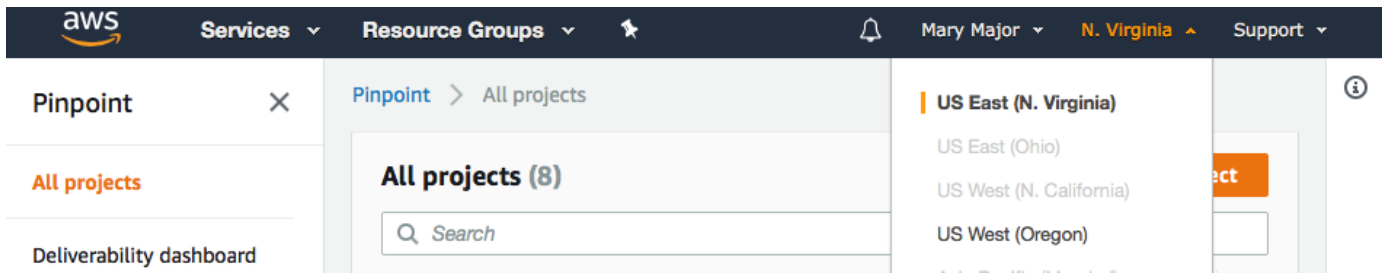 aws Services Resource Groups Mary Major N. Virginia Support
Pinpoint
Pinpoint > All projects
US East (N. Virginia)
US East (Ohio)
All projects
All projects (8)
US West (N. California)
Search
US West (Oregon)
Deliverability dashboard